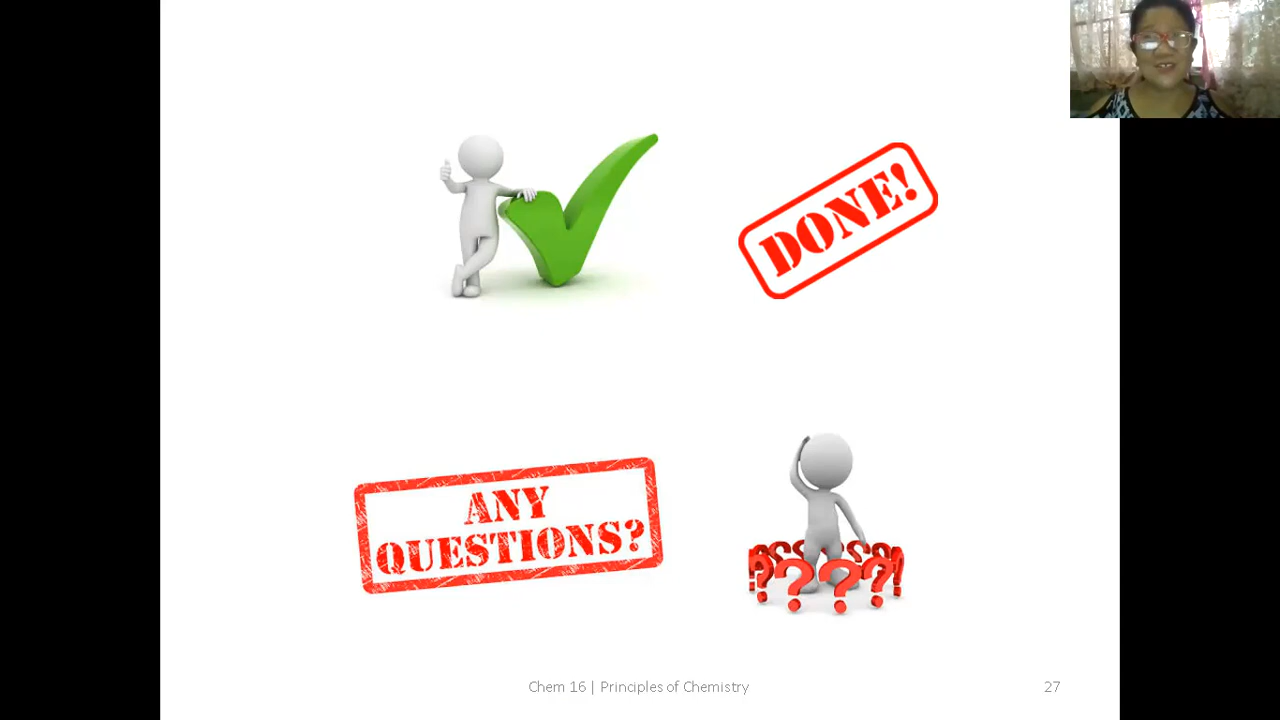 DONE!
ANY
QUESTIONS?
Chem 16 | Principles of Chemistry
27